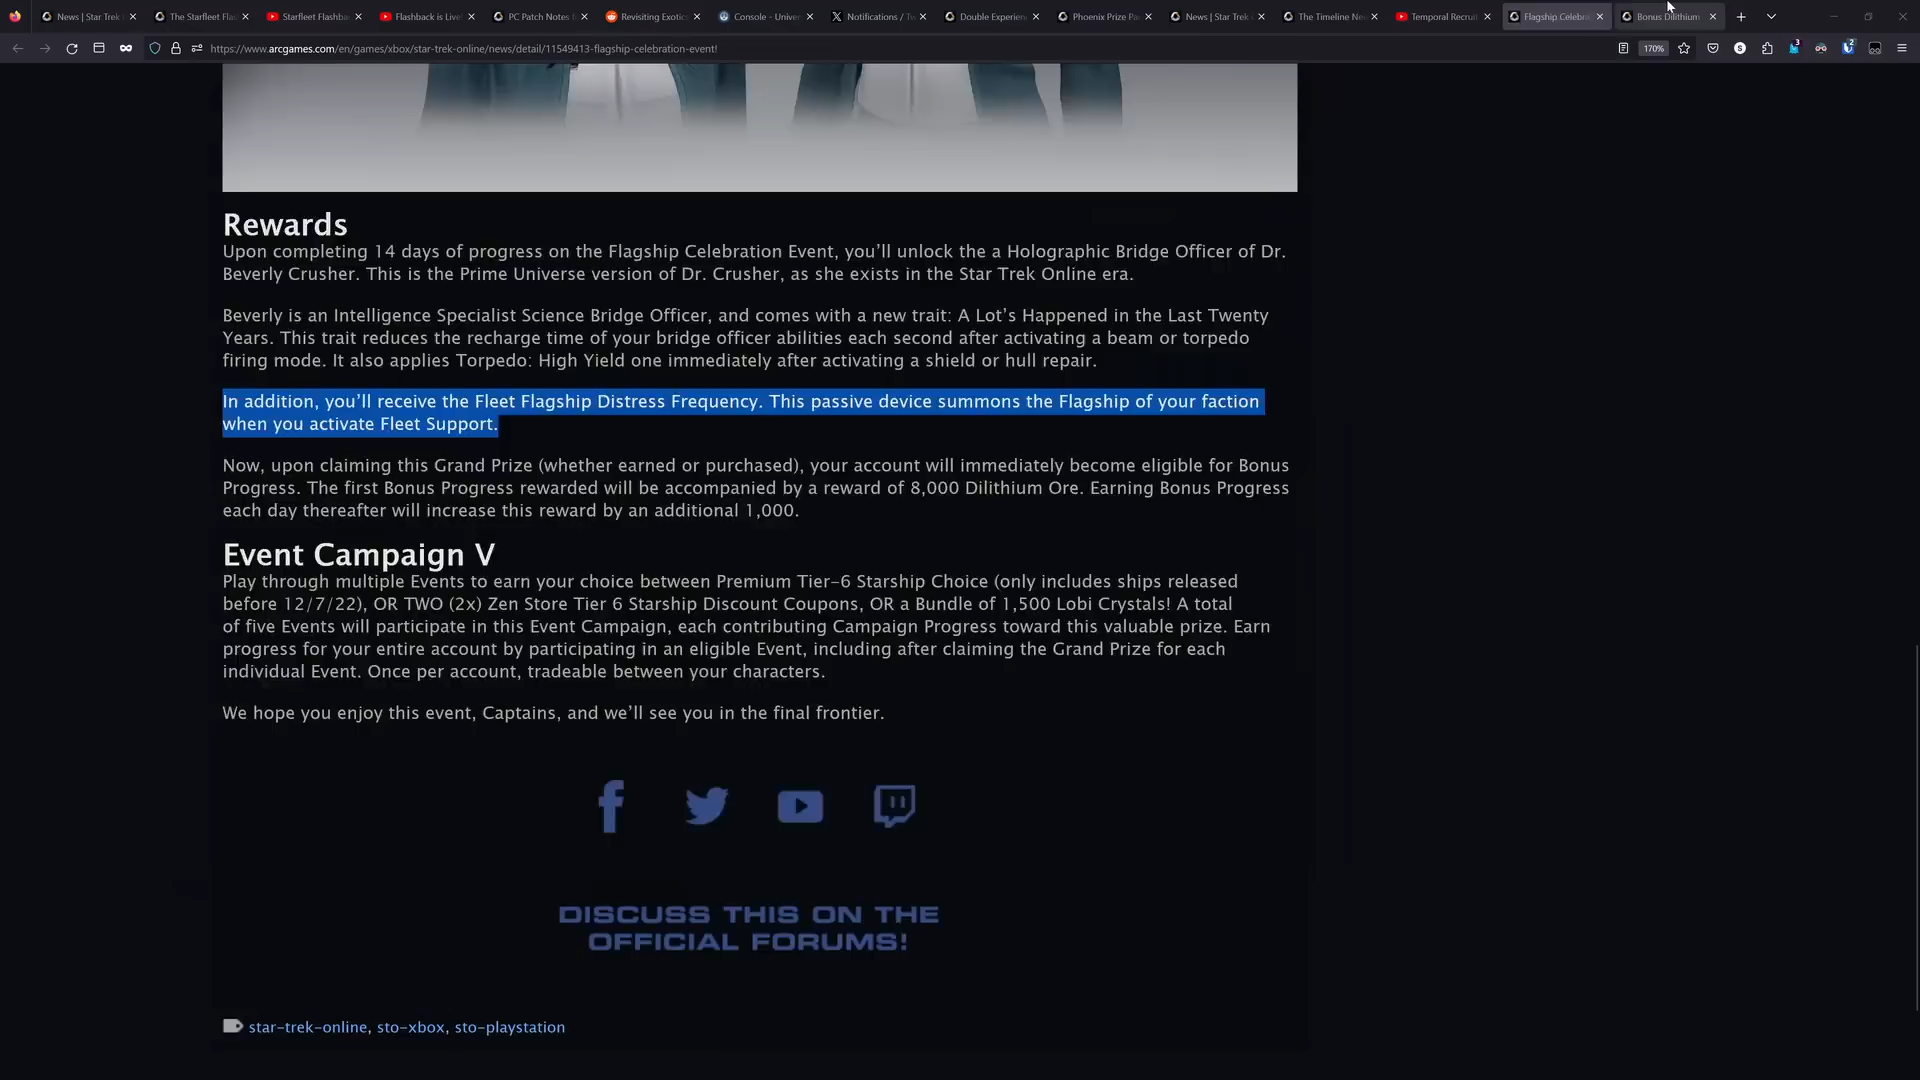 News | Star Trek
The Starfleet Flas
Starfleet Flashba
Flashback is Live
PC Patch Notes
Revisiting Exotic
Console - Univer
Notifications / Tw
Double Experien
Phoenix Prize Pa
News | Star Trek
The Timeline Ne
Temporal Recruit
Flagship Celebra
Bonus Dilithium
https://www.arcgames.com/en/games/xbox/star-trek-online/news/detail/11549413-flagship-celebration-event!
170%
3
2
Rewards
Upon completing 14 days of progress on the Flagship Celebration Event, you’ll unlock the a Holographic Bridge Officer of Dr.
Beverly Crusher. This is the Prime Universe version of Dr. Crusher, as she exists in the Star Trek Online era.
Beverly is an Intelligence Specialist Science Bridge Officer, and comes with a new trait: A Lot’s Happened in the Last Twenty
Years. This trait reduces the recharge time of your bridge officer abilities each second after activating a beam or torpedo
firing mode. It also applies Torpedo: High Yield one immediately after activating a shield or hull repair.
In addition, you’ll receive the Fleet Flagship Distress Frequency. This passive device summons the Flagship of your faction
when you activate Fleet Support.
Now, upon claiming this Grand Prize (whether earned or purchased), your account will immediately become eligible for Bonus
Progress. The first Bonus Progress rewarded will be accompanied by a reward of 8,000 Dilithium Ore. Earning Bonus Progress
each day thereafter will increase this reward by an additional 1,000.
Event Campaign V
Play through multiple Events to earn your choice between Premium Tier-6 Starship Choice (only includes ships released
before 12/7/22), OR TWO (2x) Zen Store Tier 6 Starship Discount Coupons, OR a Bundle of 1,500 Lobi Crystals! A total
of five Events will participate in this Event Campaign, each contributing Campaign Progress toward this valuable prize. Earn
progress for your entire account by participating in an eligible Event, including after claiming the Grand Prize for each
individual Event. Once per account, tradeable between your characters.
We hope you enjoy this event, Captains, and we’ll see you in the final frontier.
DISCUSS THIS ON THE
OFFICIAL FORUMS!
star-trek-online, sto-xbox, sto-playstation